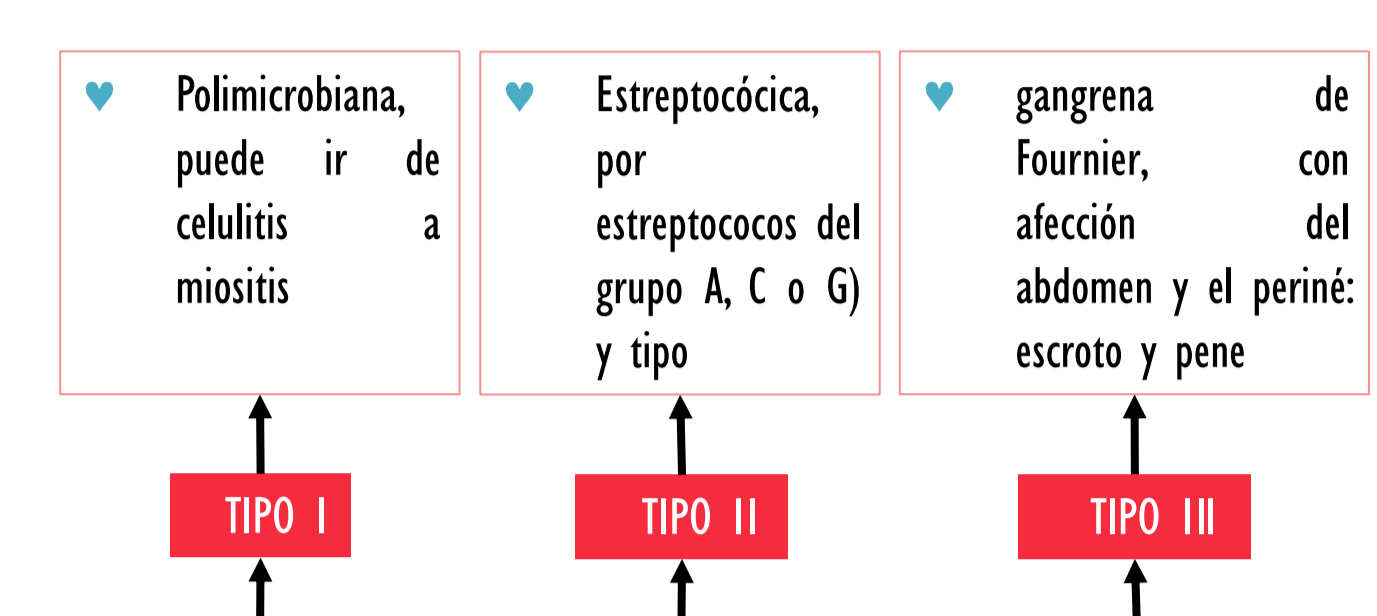 Polimicrobiana,
puede ir de
celulitis a
miositis
Estreptocócica,
por
estreptococos del
grupo A, C o G)
y tipo
gangrena de
Fournier, con
afección del
abdomen y el periné:
escroto y pene
TIPO I
TIPO II
TIPO III